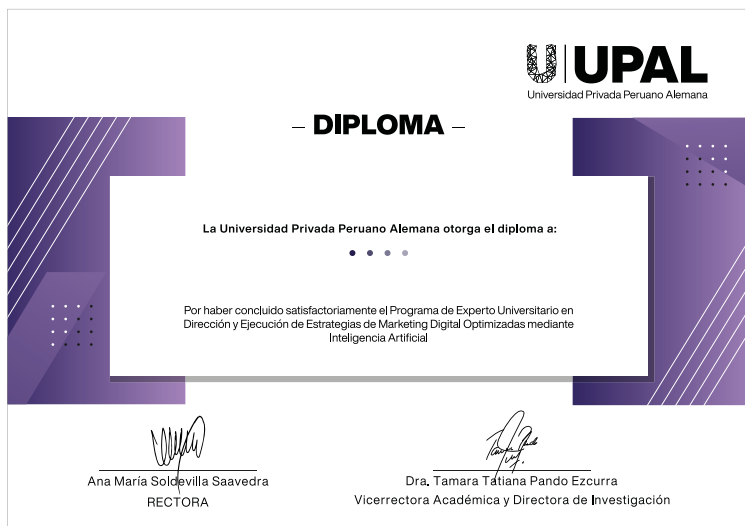 UPAL
Universidad Privada Peruano Alemana
– DIPLOMA –
La Universidad Privada Peruano Alemana otorga el diploma a:
Por haber concluido satisfactoriamente el Programa de Experto Universitario en
Dirección y Ejecución de Estrategias de Marketing Digital Optimizadas mediante
Inteligencia Artificial
Ana María Soldevilla Saavedra
RECTORA
Dra. Tamara Tatiana Pando Ezcurra
Vicerrectora Académica y Directora de Investigación